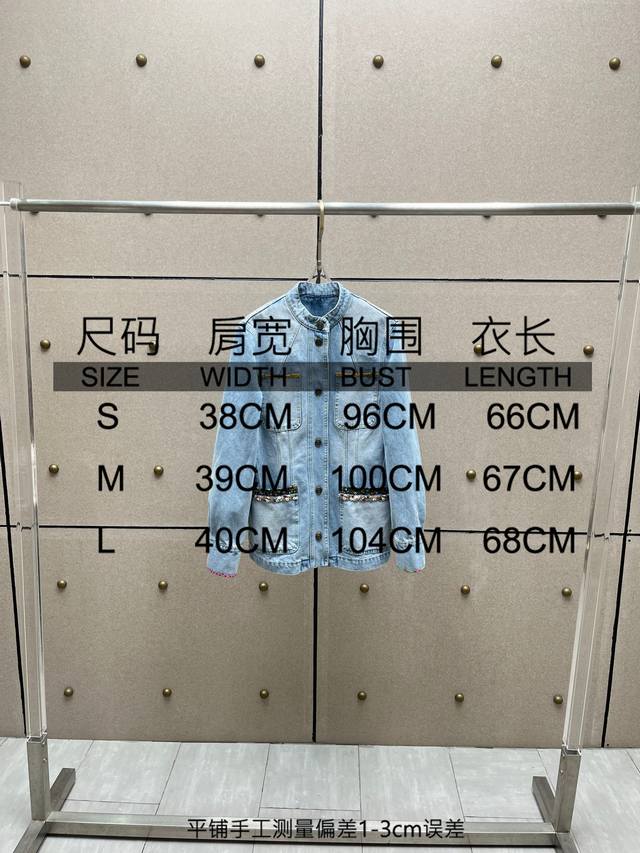 尺码 肩宽 胸围 衣长
SIZE WIDTH BUST LENGTH
S 38CM 96CM 66CM
M 39CM 100CM 67CM
L 40CM 104CM 68CM
平铺手工测量偏差1-3cm误差